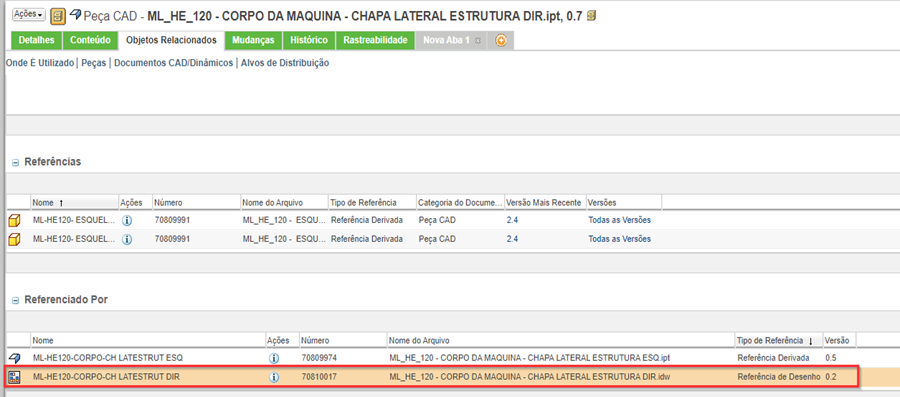 Ações Peça CAD - ML_HE_120 - CORPO DA MAQUINA - CHAPA LATERAL ESTRUTURA DIR.ipt, 0.7
Detalhes Conteúdo Objetos Relacionados Mudanças Histórico Rastreabilidade Nova Aba 1
Onde É Utilizado | Peças | Documentos CAD/Dinâmicos | Alvos de Distribuição
Referências
Nome Ações Número Nome do Arquivo Tipo de Referência Categoria do Docume... Versão Mais Recente Versões
ML-HE120- ESQUEL... 70809991 ML_HE_120 - ESQU... Referência Derivada Peça CAD 2.4 Todas as Versões
ML-HE120- ESQUEL... 70809991 ML_HE_120 - ESQU... Referência Derivada Peça CAD 2.4 Todas as Versões
Referenciado Por
Nome Ações Número Nome do Arquivo Tipo de Referência Versão
ML-HE120-CORPO-CH LATESTRUT ESQ 70809974 ML_HE_120 - CORPO DA MAQUINA - CHAPA LATERAL ESTRUTURA ESQ.ipt Referência Derivada 0.5
ML-HE120-CORPO-CH LATESTRUT DIR 70810017 ML_HE_120 - CORPO DA MAQUINA - CHAPA LATERAL ESTRUTURA DIR.idw Referência de Desenho 0.2